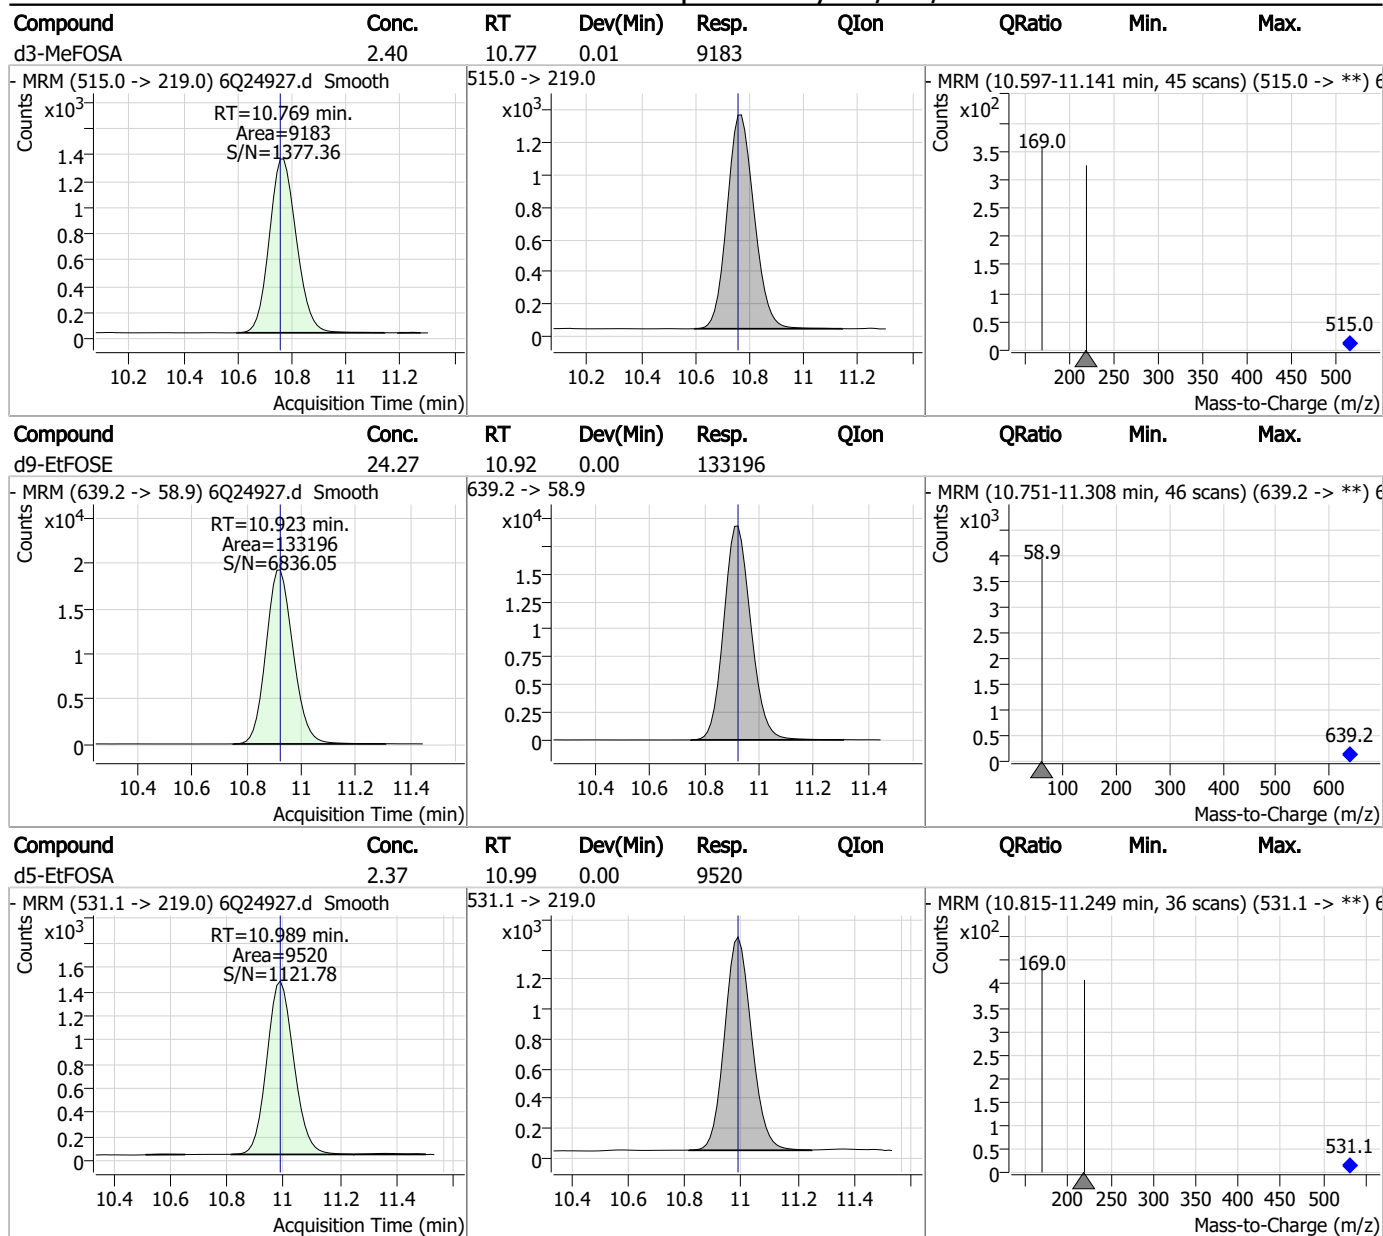 Compound Conc. RT Dev(Min) Resp. QIon QRatio Min. Max.
d3-MeFOSA 2.40 10.77 0.01 9183
- MRM (515.0 -> 219.0) 6Q24927.d Smooth
Counts
x10³
RT=10.769 min.
Area=9183
S/N=1377.36
1.4
1.2
1
0.8
0.6
0.4
0.2
0
10.2 10.4 10.6 10.8 11 11.2
Acquisition Time (min)
515.0 -> 219.0
x10³
1.2
1
0.8
0.6
0.4
0.2
0
10.2 10.4 10.6 10.8 11 11.2
- MRM (10.597-11.141 min, 45 scans) (515.0 -> **) 6
Counts
x10²
169.0
3.5
3
2.5
2
1.5
1
0.5
0
515.0
200 250 300 350 400 450 500
Mass-to-Charge (m/z)
Compound Conc. RT Dev(Min) Resp. QIon QRatio Min. Max.
d9-EtFOSE 24.27 10.92 0.00 133196
- MRM (639.2 -> 58.9) 6Q24927.d Smooth
Counts
x10⁴
RT=10.923 min.
Area=133196
S/N=6836.05
2
1.5
1
0.5
0
10.4 10.6 10.8 11 11.2 11.4
Acquisition Time (min)
639.2 -> 58.9
x10⁴
1.5
1.25
1
0.75
0.5
0.25
0
10.4 10.6 10.8 11 11.2 11.4
- MRM (10.751-11.308 min, 46 scans) (639.2 -> **) 6
Counts
x10³
58.9
4
3.5
3
2.5
2
1.5
1
0.5
0
639.2
100 200 300 400 500 600
Mass-to-Charge (m/z)
Compound Conc. RT Dev(Min) Resp. QIon QRatio Min. Max.
d5-EtFOSA 2.37 10.99 0.00 9520
- MRM (531.1 -> 219.0) 6Q24927.d Smooth
Counts
x10³
RT=10.989 min.
Area=9520
S/N=1121.78
1.6
1.4
1.2
1
0.8
0.6
0.4
0.2
0
10.4 10.6 10.8 11 11.2 11.4
Acquisition Time (min)
531.1 -> 219.0
x10³
1.2
1
0.8
0.6
0.4
0.2
0
10.4 10.6 10.8 11 11.2 11.4
- MRM (10.815-11.249 min, 36 scans) (531.1 -> **) 6
Counts
x10²
169.0
4
3.5
3
2.5
2
1.5
1
0.5
0
531.1
200 250 300 350 400 450 500
Mass-to-Charge (m/z)